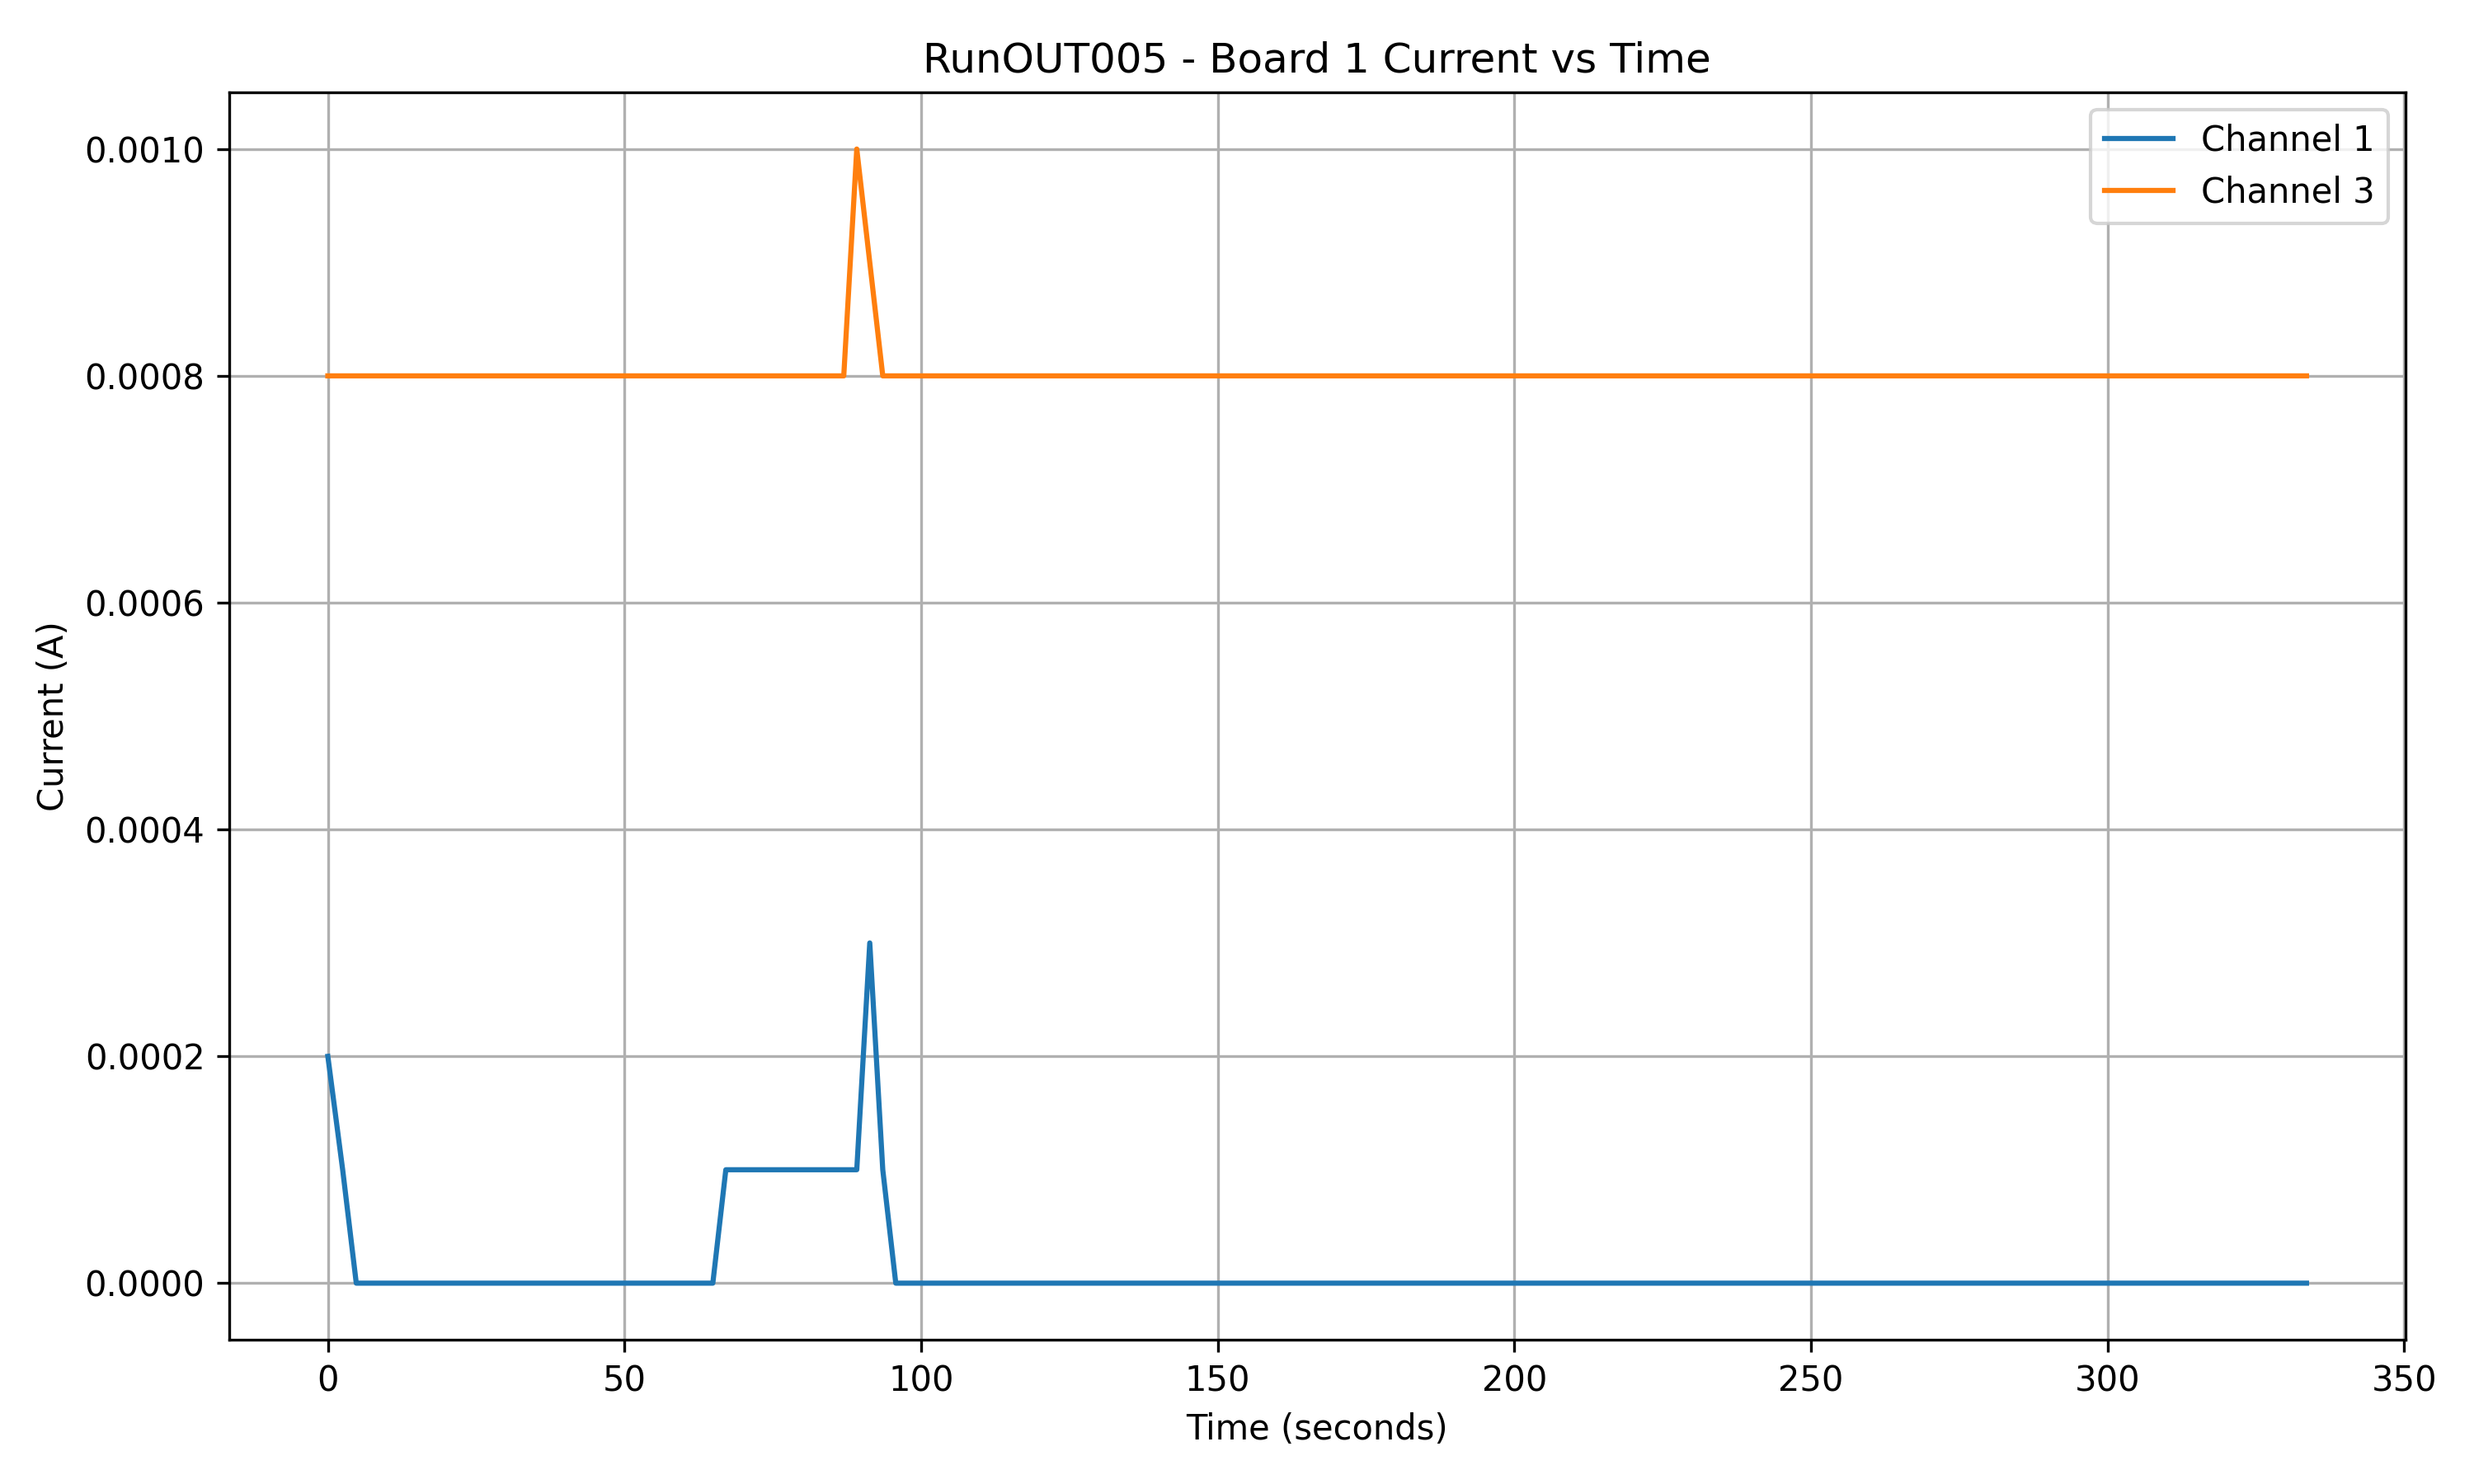 RunOUT005 - Board 1 Current vs Time
Channel 1
Channel 3
Current (A)
0.0010
0.0008
0.0006
0.0004
0.0002
0.0000
0 50 100 150 200 250 300 350
Time (seconds)